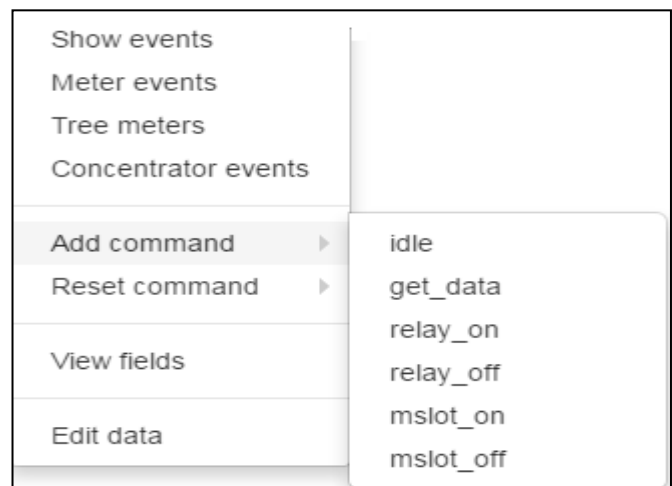 Show events
Meter events
Tree meters
Concentrator events
Add command
Reset command
View fields
Edit data
idle
get_data
relay_on
relay_off
mslot_on
mslot_off